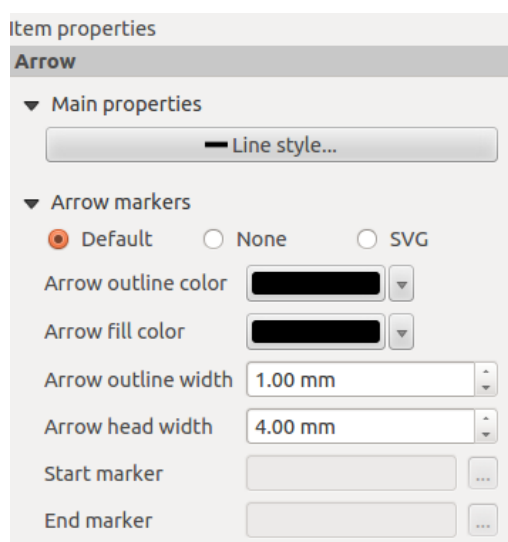 Item properties
Arrow
Main properties
Line style...
Arrow markers
Default None SVG
Arrow outline color
Arrow fill color
Arrow outline width 1.00 mm
Arrow head width 4.00 mm
Start marker ...
End marker ...